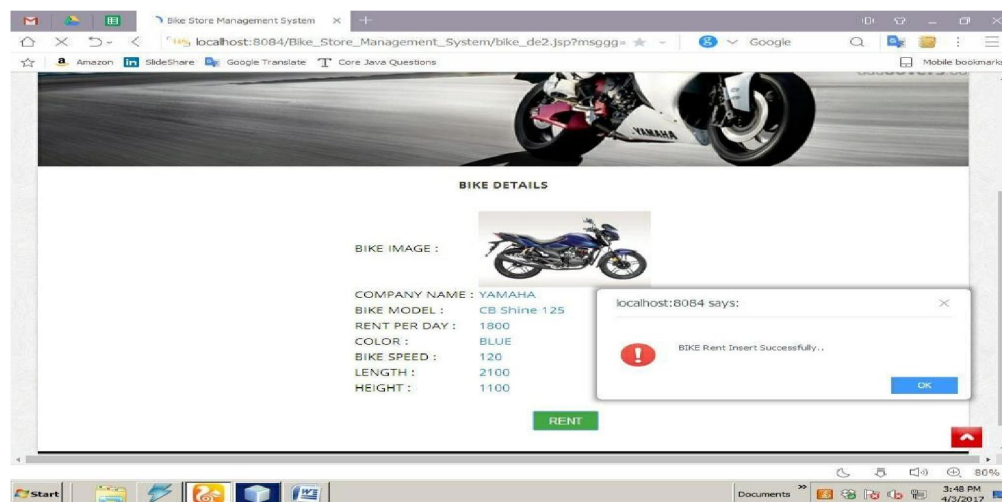 Bike Store Management System
localhost:8084/Bike_Store_Management_System/bike_de2.jsp?msggg=
Google
Amazon
SlideShare
Google Translate
Core Java Questions
Mobile bookmarks
YAMAHA
BIKE DETAILS
BIKE IMAGE :
COMPANY NAME : YAMAHA
BIKE MODEL : CB Shine 125
RENT PER DAY : 1800
COLOR : BLUE
BIKE SPEED : 120
LENGTH : 2100
HEIGHT : 1100
RENT
localhost:8084 says:
BIKE Rent Insert Successfully..
OK
80%
Start
Documents
3:48 PM
4/3/2017